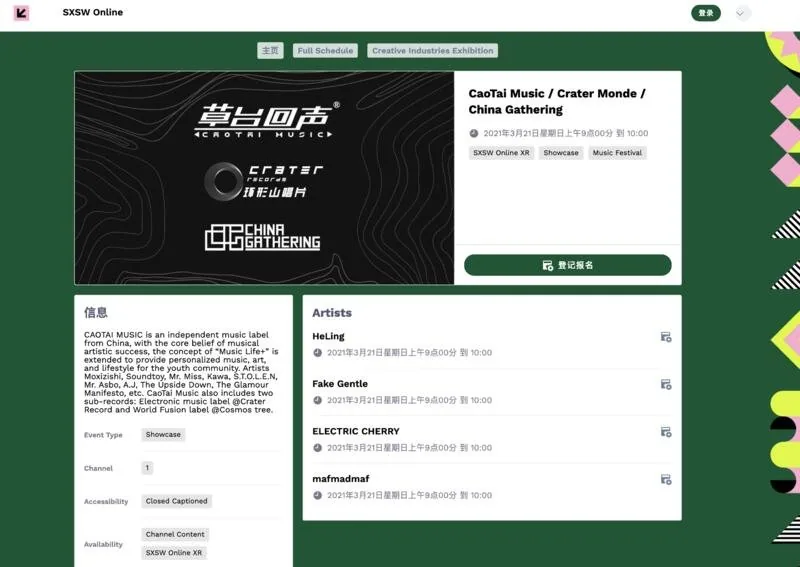 SXSW Online
登录
主页
Full Schedule
Creative Industries Exhibition
草台回声®
CAOTAI MUSIC
CRATER
records
环形山唱片
CHINA
GATHERING
CaoTai Music / Crater Monde /
China Gathering
2021年3月21日星期日上午9点00分 到 10:00
SXSW Online XR
Showcase
Music Festival
登记报名
信息
CAOTAI MUSIC is an independent music label
from China, with the core belief of musical
artistic success, the concept of “Music Life+” is
extended to provide personalized music, art,
and lifestyle for the youth community. Artists
Moxizishi, Soundtoy, Mr. Miss, Kawa, S.T.O.L.E.N,
Mr. Asbo, A.J, The Upside Down, The Glamour
Manifesto, etc. CaoTai Music also includes two
sub-records: Electronic music label @Crater
Record and World Fusion label @Cosmos tree.
Event Type
Showcase
Channel
1
Accessibility
Closed Captioned
Availability
Channel Content
SXSW Online XR
Artists
HeLing
2021年3月21日星期日上午9点00分 到 10:00
Fake Gentle
2021年3月21日星期日上午9点00分 到 10:00
ELECTRIC CHERRY
2021年3月21日星期日上午9点00分 到 10:00
mafmadmaf
2021年3月21日星期日上午9点00分 到 10:00